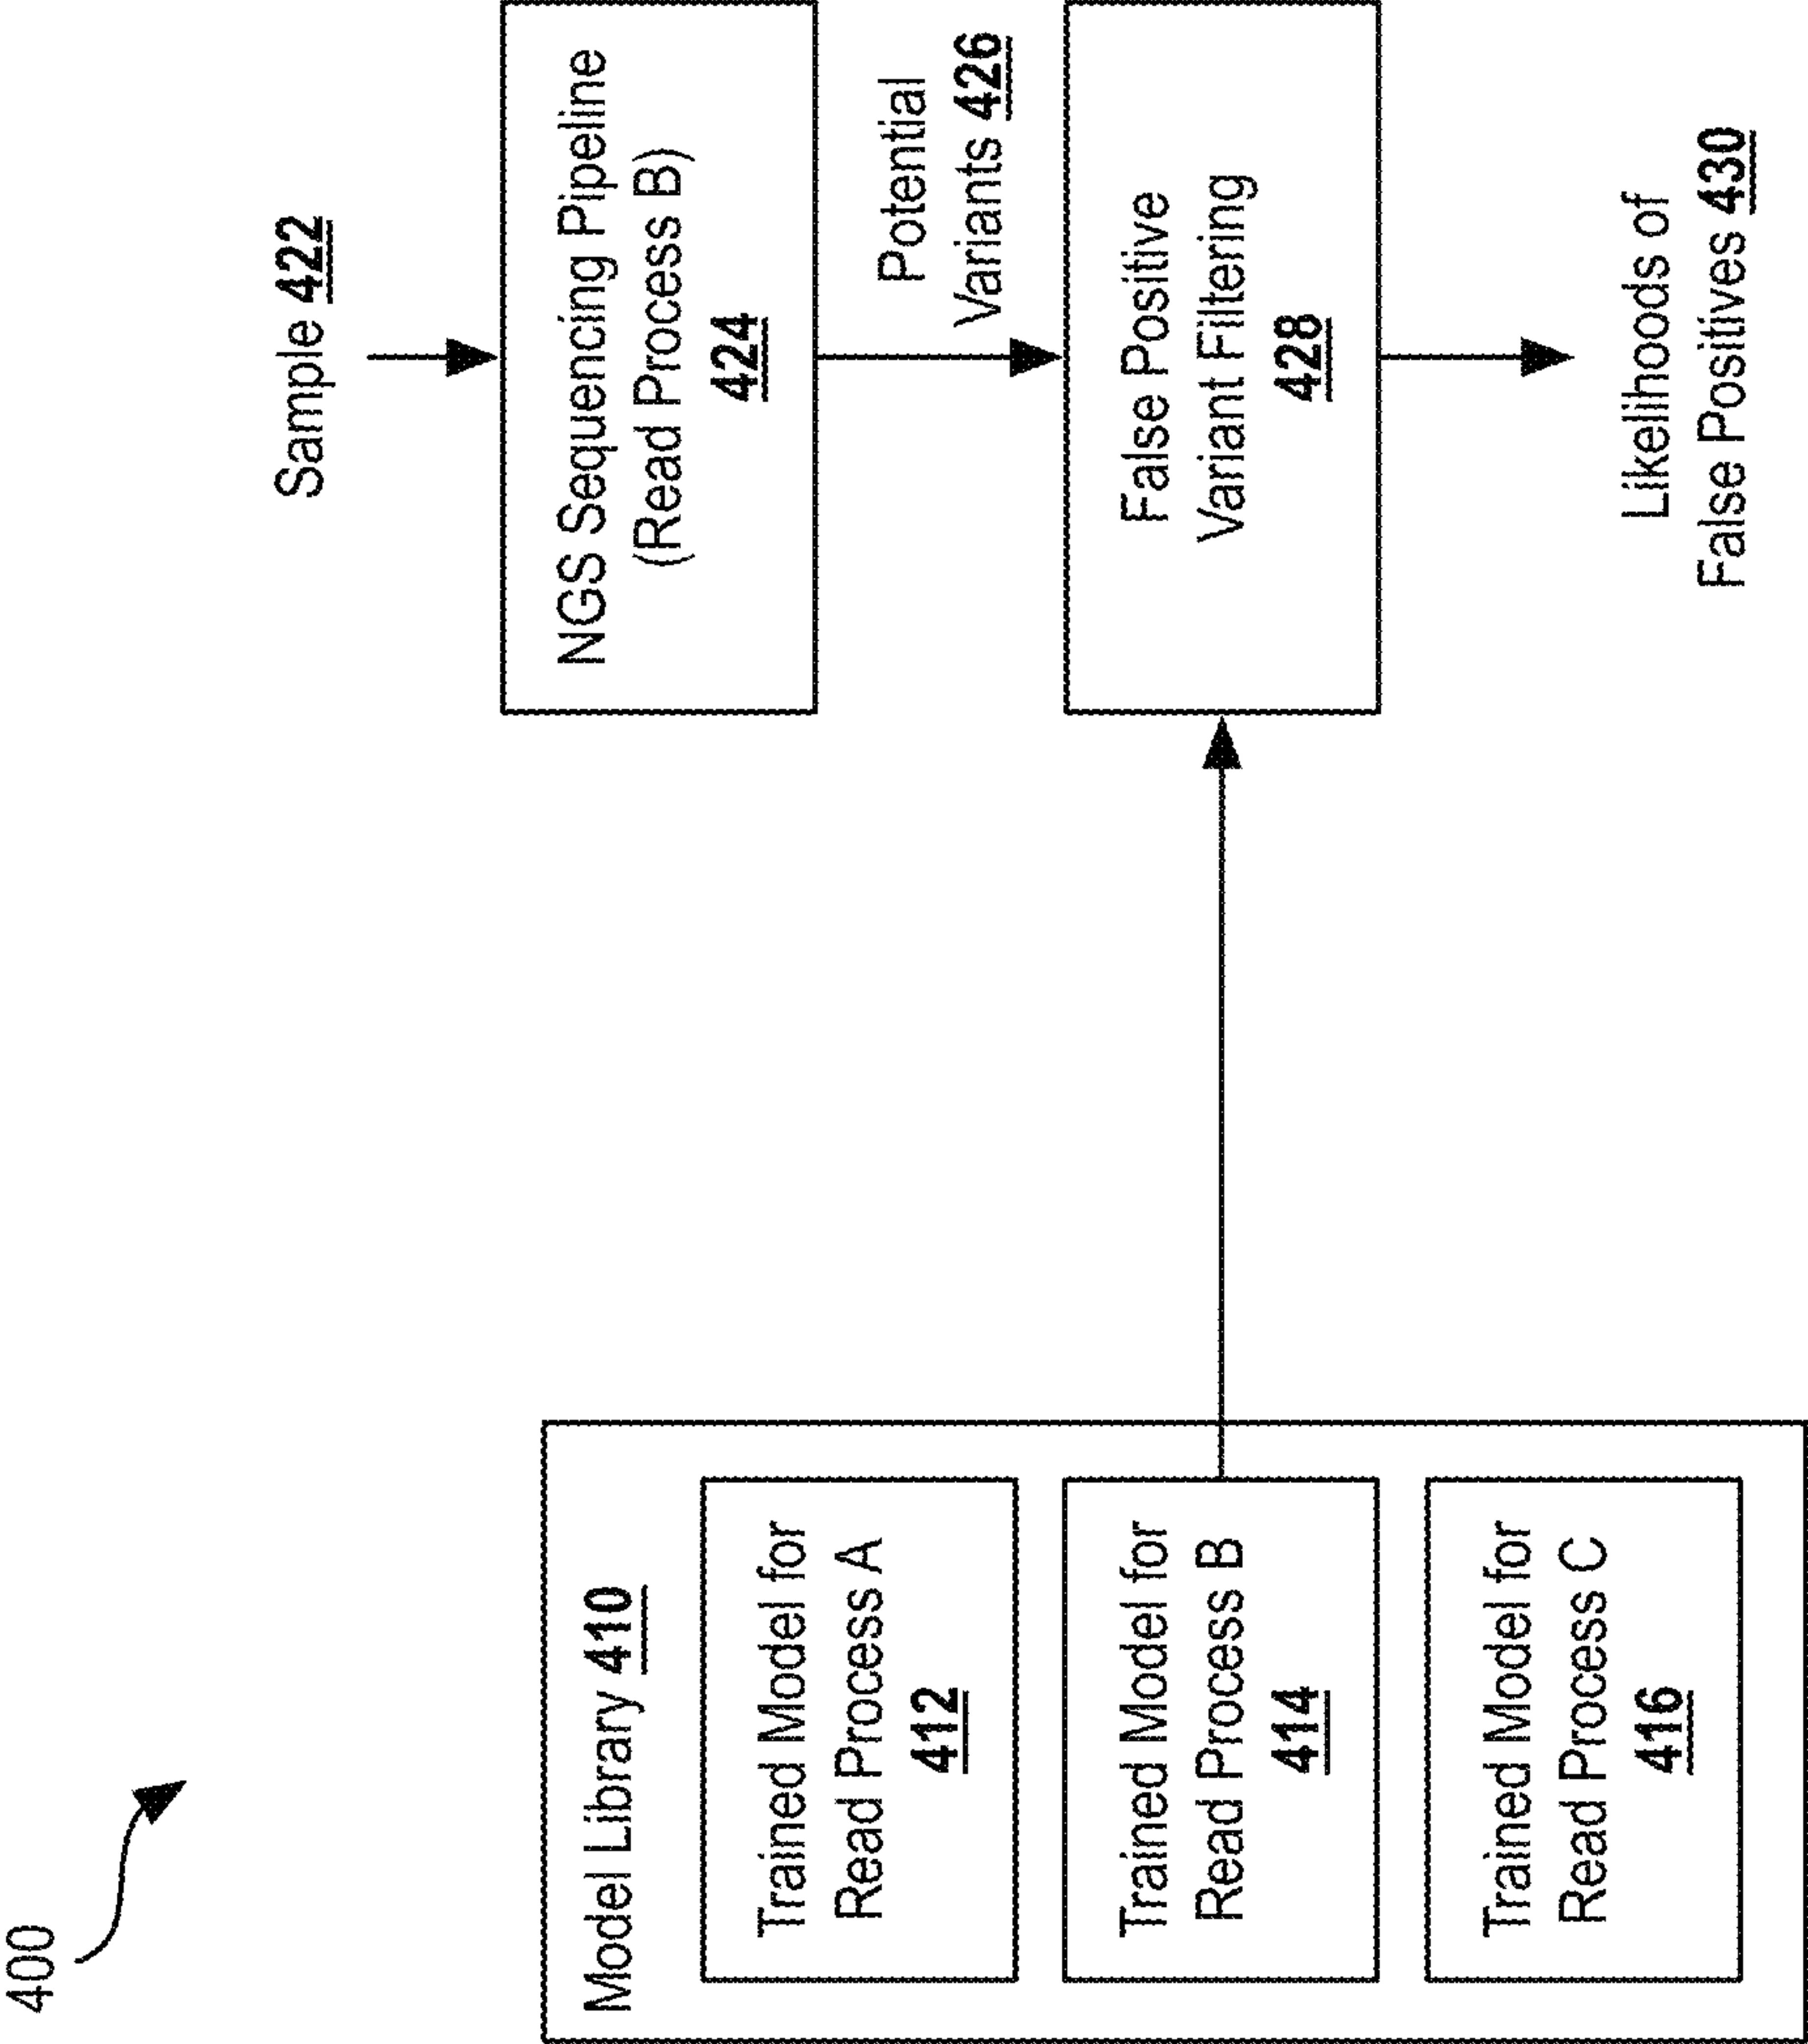 400
Model Library 410
Trained Model for
Read Process A
412
Trained Model for
Read Process B
414
Trained Model for
Read Process C
416
Sample 422
NGS Sequencing Pipeline
(Read Process B)
424
Potential
Variants 426
False Positive
Variant Filtering
428
Likelihoods of
False Positives 430